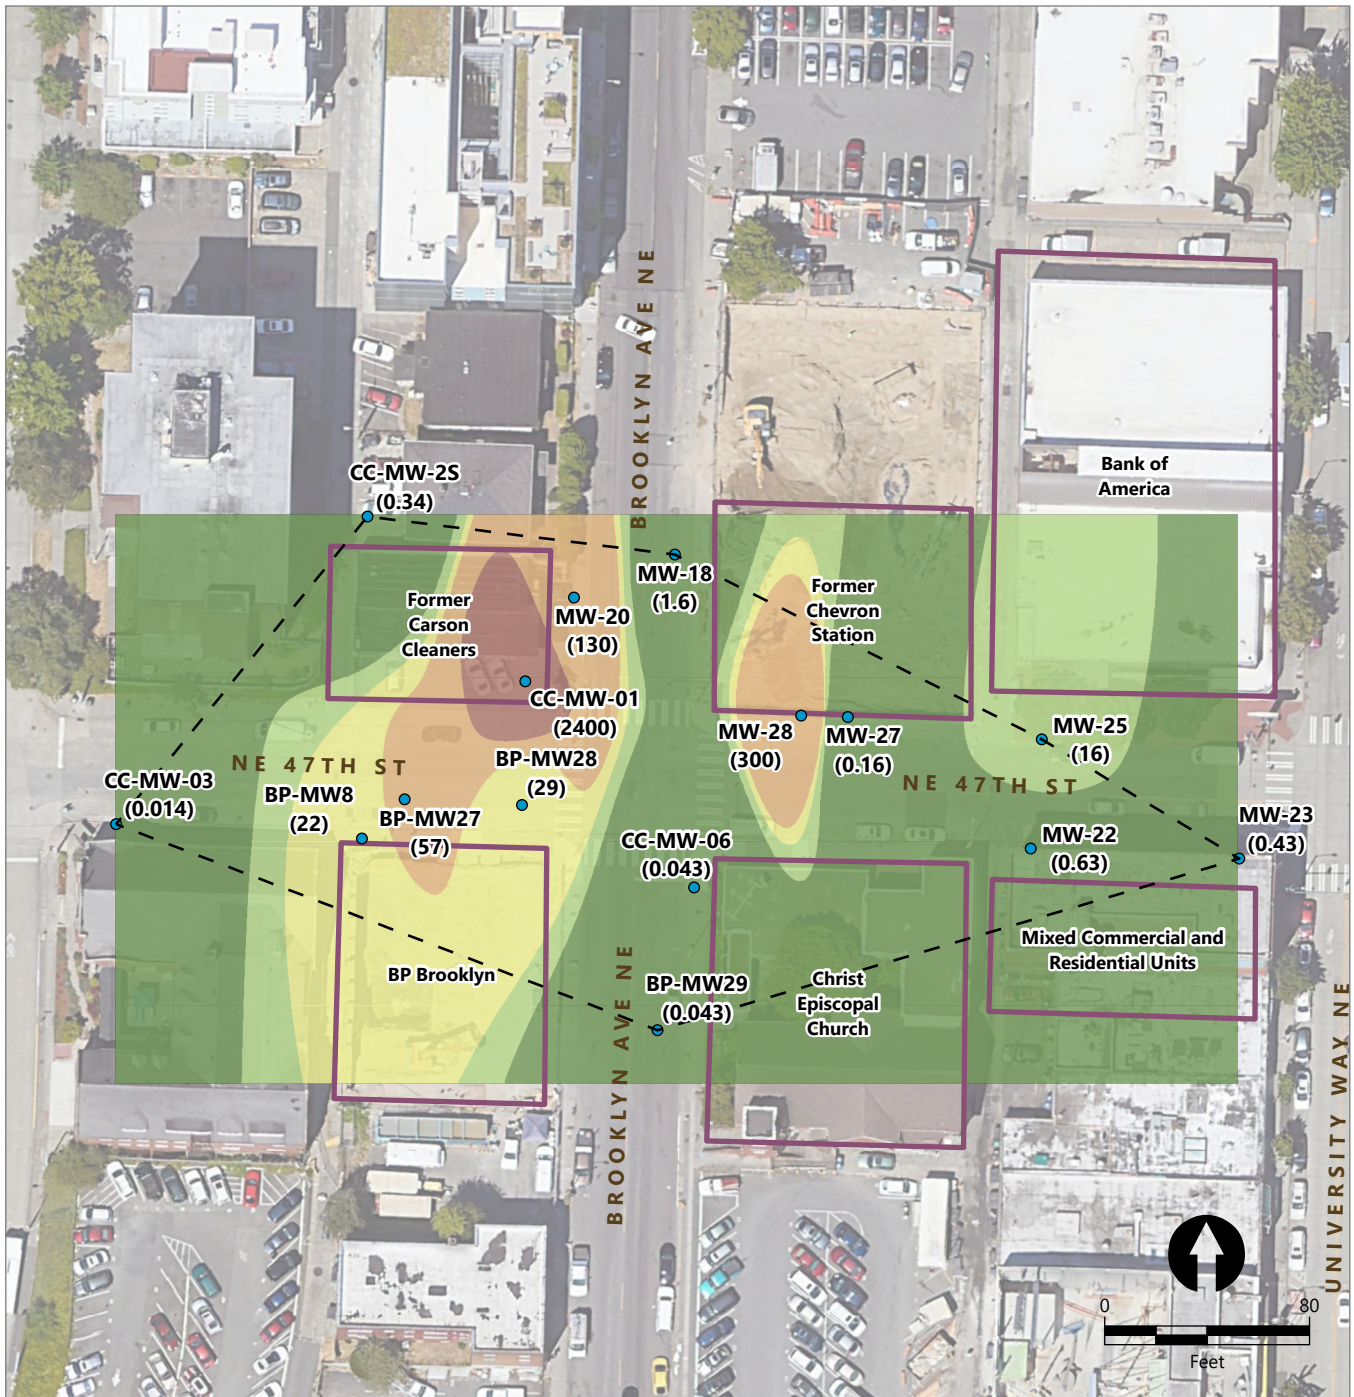 BROOKLYN AVE NE
CC-MW-2S
(0.34)
Bank of
America
MW-18
(1.6)
Former
Carson
Cleaners
MW-20
(130)
Former
Chevron
Station
CC-MW-01
(2400)
MW-28
(300)
MW-27
(0.16)
MW-25
(16)
NE 47TH ST
BP-MW28
(29)
NE 47TH ST
CC-MW-03
(0.014)
BP-MW8
(22)
BP-MW27
(57)
CC-MW-06
(0.043)
MW-22
(0.63)
MW-23
(0.43)
BP Brooklyn
Mixed Commercial and
Residential Units
BP-MW29
(0.043)
Christ
Episcopal
Church
BROOKLYN AVE NE
UNIVERSITY WAY NE
0 80
Feet